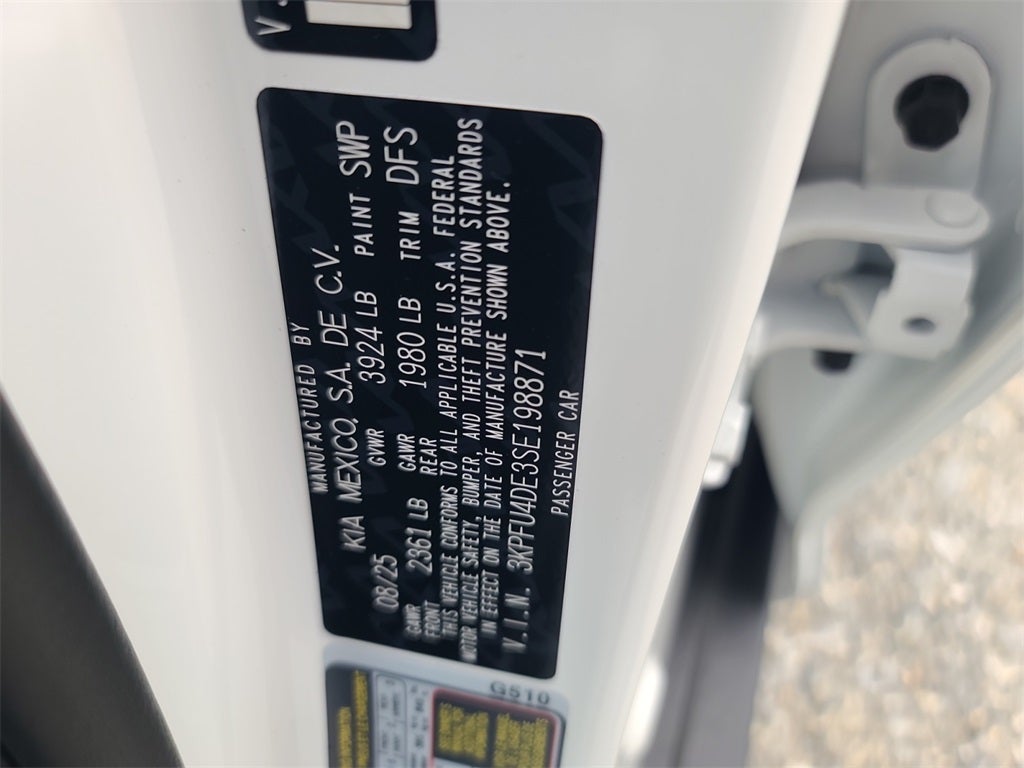 V.
MANUFACTURED BY
08/25 KIA MEXICO, S.A. DE C.V.
GVWR 3924 LB PAINT SWP
GAWR FRONT 2361 LB GAWR REAR 1980 LB TRIM DFS
THIS VEHICLE CONFORMS TO ALL APPLICABLE U.S.A. FEDERAL
MOTOR VEHICLE SAFETY, BUMPER, AND THEFT PREVENTION STANDARDS
IN EFFECT ON THE DATE OF MANUFACTURE SHOWN ABOVE.
V.I.N. 3KPFU4DE3SE198871
PASSENGER CAR
G510